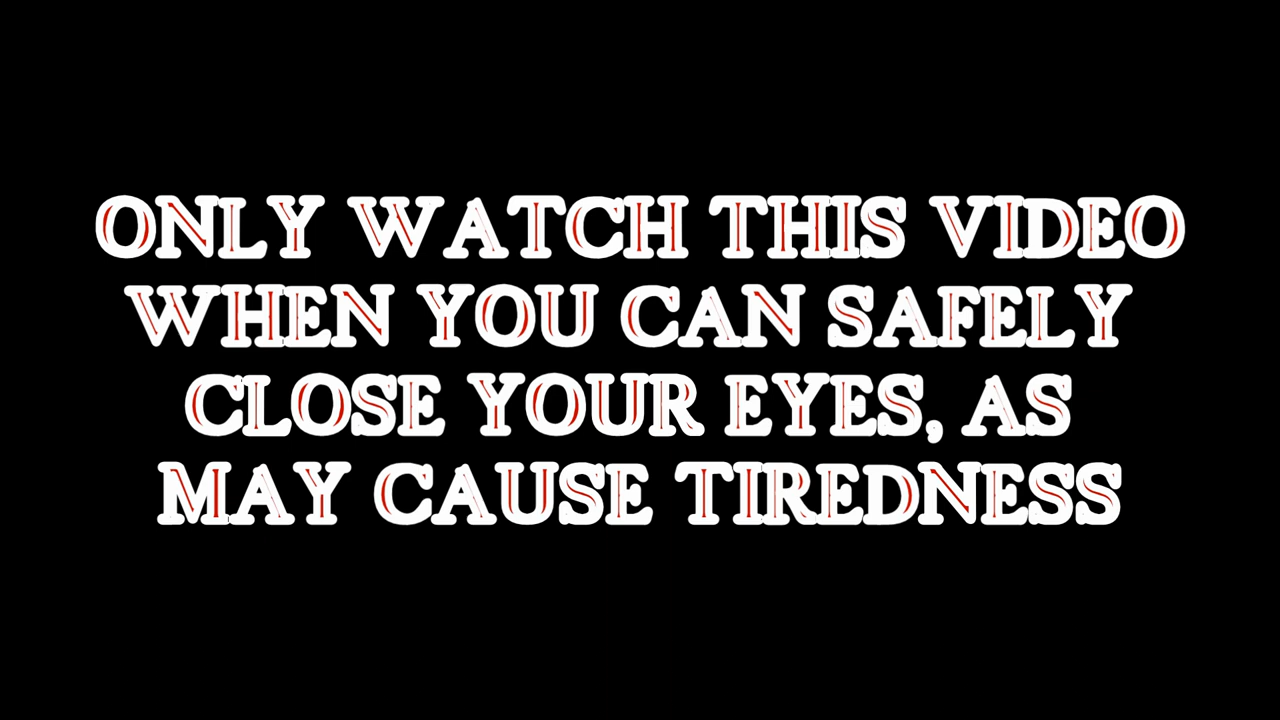 ONLY WATCH THIS VIDEO
WHEN YOU CAN SAFELY
CLOSE YOUR EYES, AS
MAY CAUSE TIREDNESS